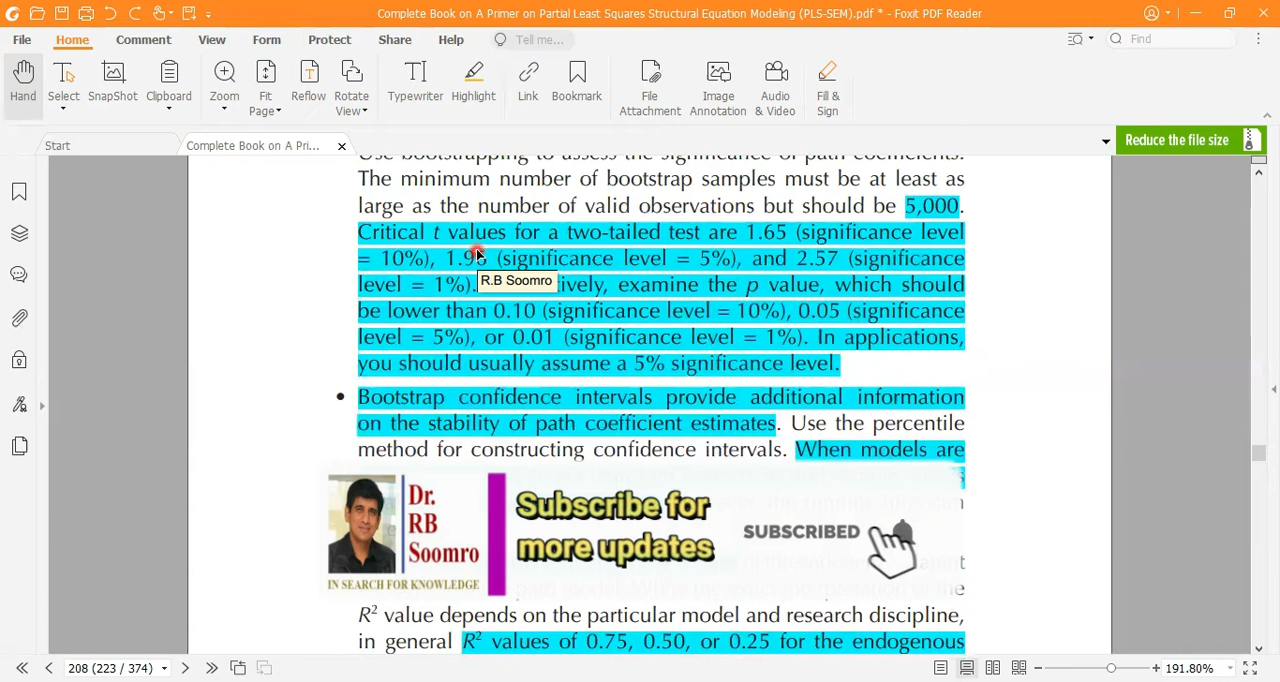 Complete Book on A Primer on Partial Least Squares Structural Equation Modeling (PLS-SEM).pdf * - Foxit PDF Reader
File Home Comment View Form Protect Share Help Tell me... Find
Hand Select SnapShot Clipboard Zoom Fit Page Reflow Rotate View Typewriter Highlight Link Bookmark File Attachment Image Annotation Audio & Video Fill & Sign
Start Complete Book on A Pri... Reduce the file size
Use bootstrapping to assess the significance of path coefficients.
The minimum number of bootstrap samples must be at least as
large as the number of valid observations but should be 5,000.
Critical t values for a two-tailed test are 1.65 (significance level
= 10%), 1.96 (significance level = 5%), and 2.57 (significance
level = 1%). tively, examine the p value, which should
R.B Soomro
be lower than 0.10 (significance level = 10%), 0.05 (significance
level = 5%), or 0.01 (significance level = 1%). In applications,
you should usually assume a 5% significance level.
• Bootstrap confidence intervals provide additional information
on the stability of path coefficient estimates. Use the percentile
method for constructing confidence intervals. When models are
Dr.
RB
Soomro
IN SEARCH FOR KNOWLEDGE
Subscribe for
more updates
SUBSCRIBED
R² value depends on the particular model and research discipline,
in general R² values of 0.75, 0.50, or 0.25 for the endogenous
208 (223 / 374) 191.80%